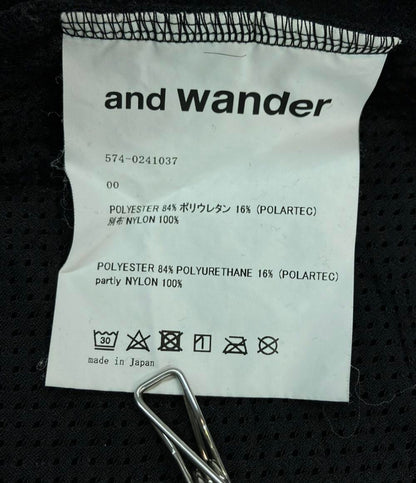 and wander
574-0241037
00
POLYESTER 84% ポリウレタン 16% (POLARTEC)
別布 NYLON 100%
POLYESTER 84% POLYURETHANE 16% (POLARTEC)
partly NYLON 100%
30
made in Japan